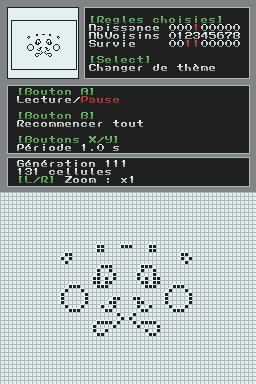 [Règles choisies]
Naissance 000100000
NbVoisins 012345678
Survie 001100000
[Select]
Changer de thème
[Bouton A]
Lecture/Pause
[Bouton B]
Recommencer tout
[Boutons X/Y]
Période 1.0 s
Génération 111
131 cellules
[L/R] Zoom : x1